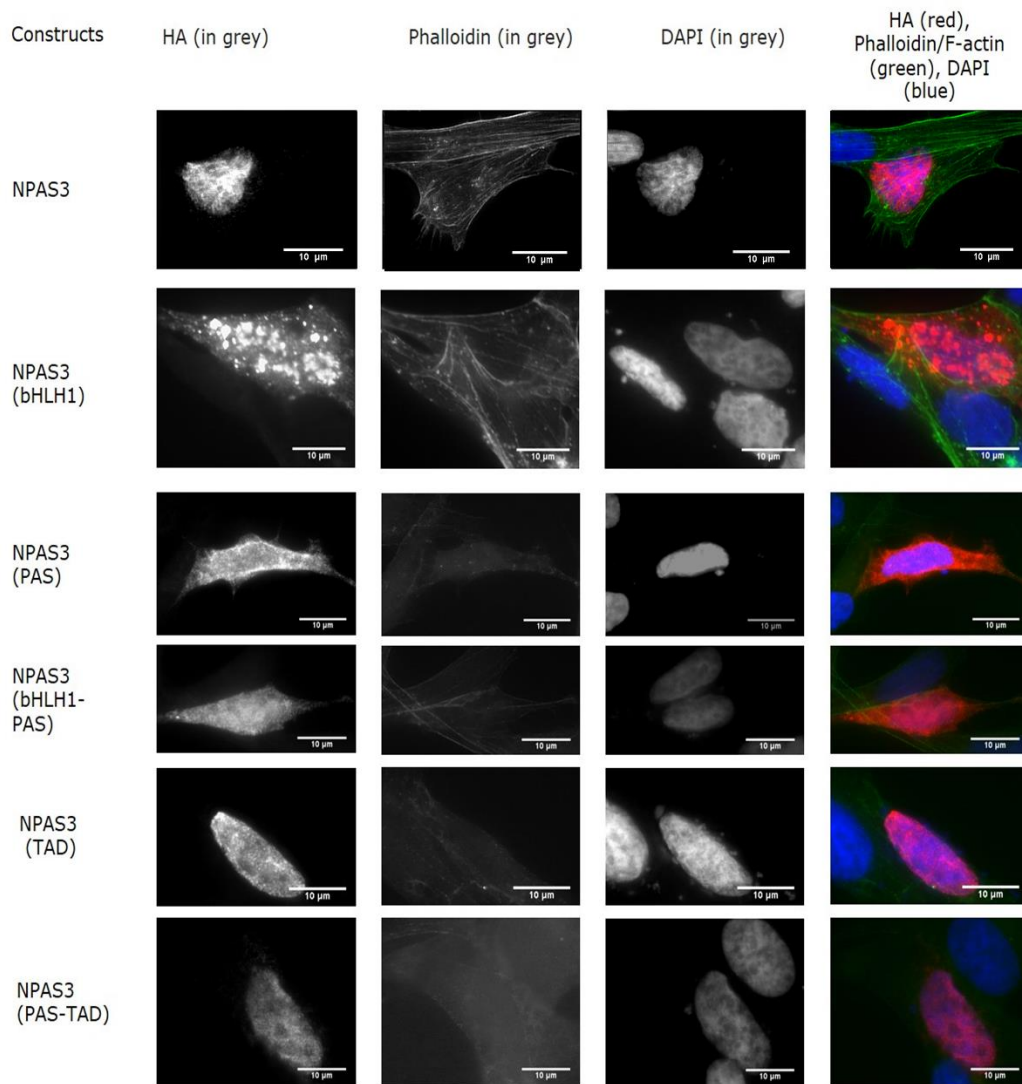 Constructs
HA (in grey)
Phalloidin (in grey)
DAPI (in grey)
HA (red),
Phalloidin/F-actin
(green), DAPI
(blue)
NPAS3
10 µm
10 µm
10 µm
10 µm
NPAS3
(bHLH1)
10 µm
10 µm
10 µm
10 µm
NPAS3
(PAS)
10 µm
10 µm
10 µm
10 µm
NPAS3
(bHLH1-
PAS)
10 µm
10 µm
10 µm
10 µm
NPAS3
(TAD)
10 µm
10 µm
10 µm
10 µm
NPAS3
(PAS-TAD)
10 µm
10 µm
10 µm
10 µm